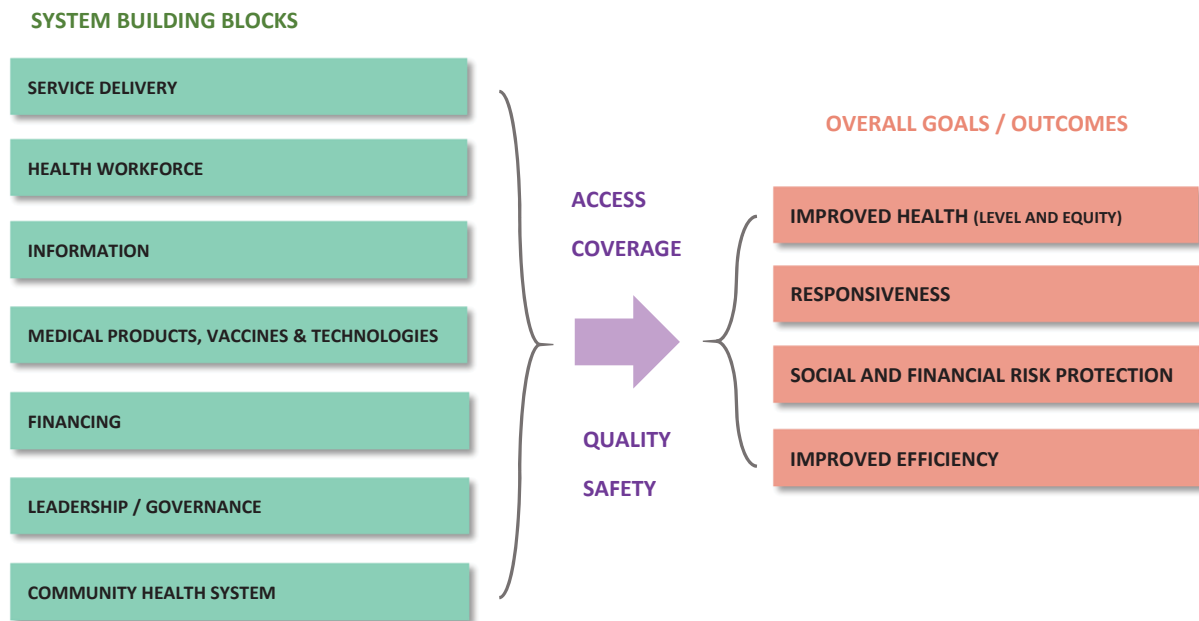 SYSTEM BUILDING BLOCKS
SERVICE DELIVERY
HEALTH WORKFORCE
INFORMATION
MEDICAL PRODUCTS, VACCINES & TECHNOLOGIES
FINANCING
LEADERSHIP / GOVERNANCE
COMMUNITY HEALTH SYSTEM
ACCESS
COVERAGE
QUALITY
SAFETY
OVERALL GOALS / OUTCOMES
IMPROVED HEALTH (LEVEL AND EQUITY)
RESPONSIVENESS
SOCIAL AND FINANCIAL RISK PROTECTION
IMPROVED EFFICIENCY